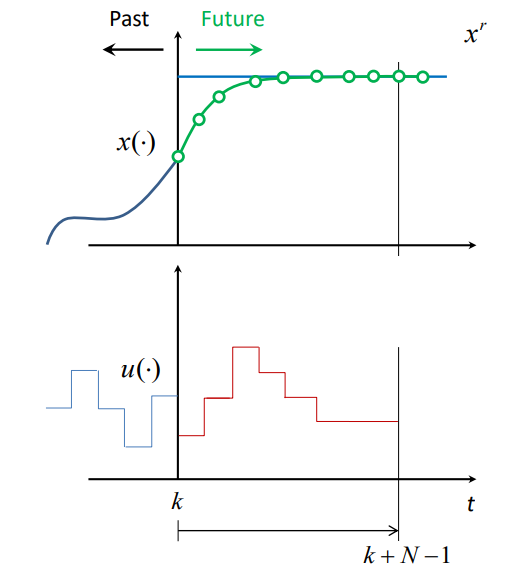 Past Future
x^r
x(·)
u(·)
k
t
k + N − 1